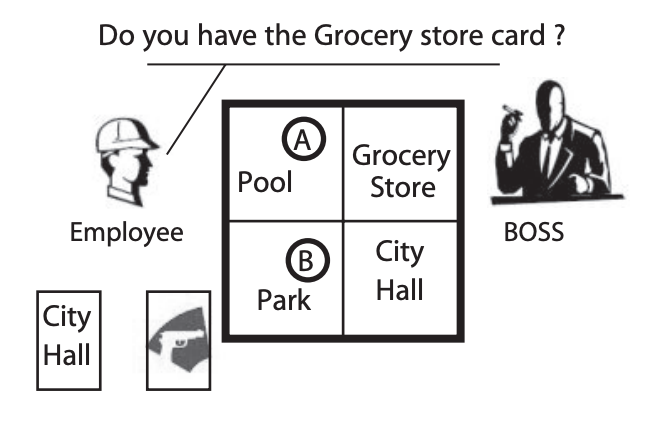 Do you have the Grocery store card ?
A
Pool
Grocery
Store
Employee
BOSS
B
Park
City
Hall
City
Hall